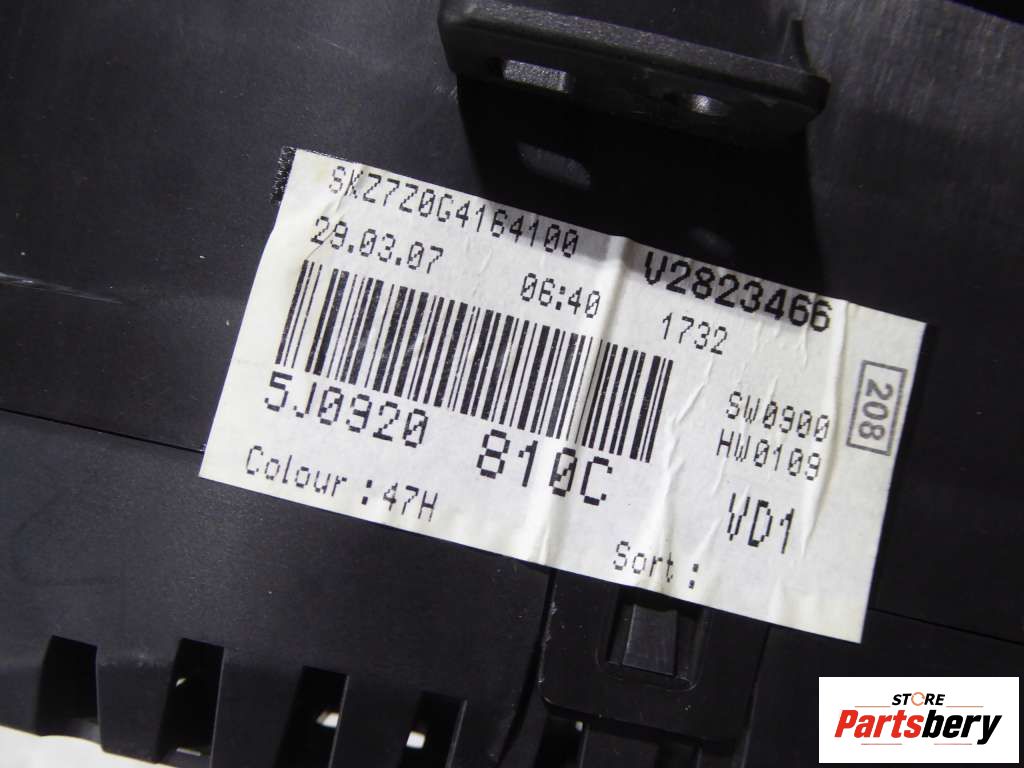 SKZ7Z0G4164100
29.03.07
06:40
V2823466
1732
5J0920
810C
SW0900
HW0109
208
Colour : 47H
VD1
Sort :
STORE
Partsbery